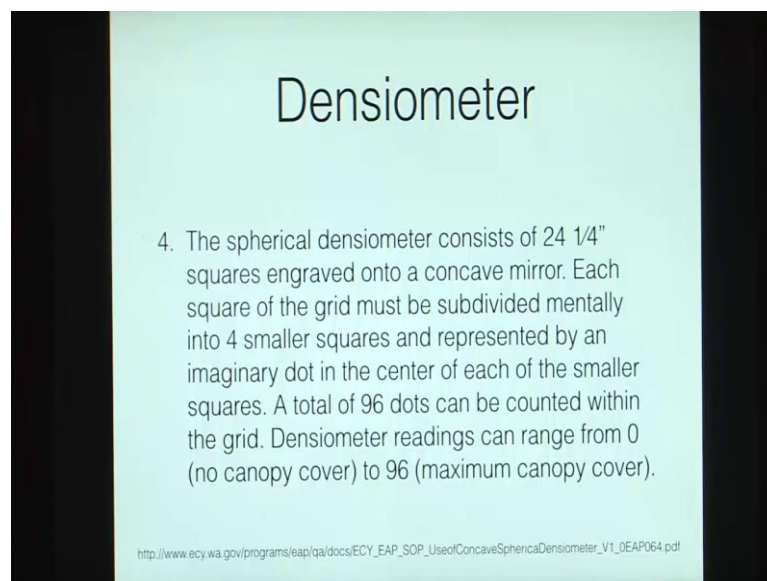 Densiometer
4. The spherical densiometer consists of 24 1/4"
squares engraved onto a concave mirror. Each
square of the grid must be subdivided mentally
into 4 smaller squares and represented by an
imaginary dot in the center of each of the smaller
squares. A total of 96 dots can be counted within
the grid. Densiometer readings can range from 0
(no canopy cover) to 96 (maximum canopy cover).
http://www.ecy.wa.gov/programs/eap/qa/docs/ECY_EAP_SOP_UseofConcaveSphericaDensiometer_V1_0EAP064.pdf